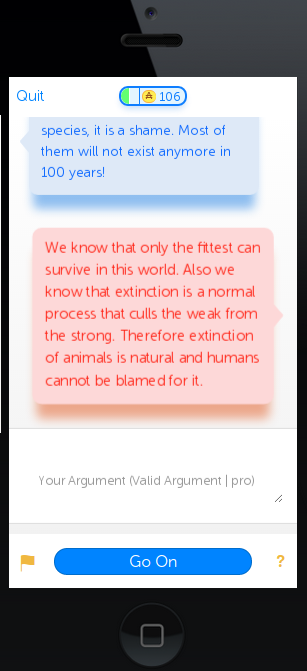 Quit
106
species, it is a shame. Most of
them will not exist anymore in
100 years!
We know that only the fittest can
survive in this world. Also we
know that extinction is a normal
process that culls the weak from
the strong. Therefore extinction
of animals is natural and humans
cannot be blamed for it.
Your Argument (Valid Argument | pro)
Go On
?